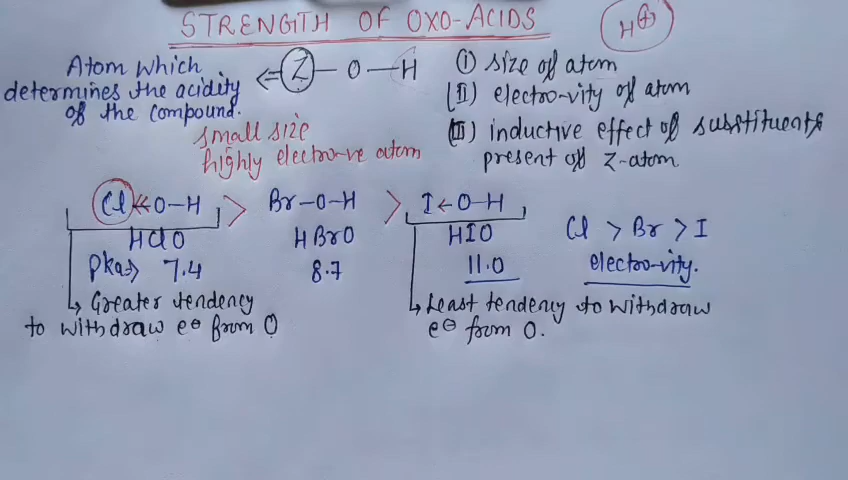 STRENGTH OF OXO-ACIDS
H⊕
Atom which
determines the acidity
of the compound.
⇐ Z — O — H
small size
highly electro-ve atom
(I) size of atom
(II) electro-vity of atom
(III) inductive effect of substituents
present of Z-atom
Cl ↞ O-H > Br-O-H > I ← O-H
HClO HBrO HIO
Cl > Br > I
Pka⇒ 7.4 8.7 11.0
electro-vity.
↳ Greater tendency
to withdraw e⊖ from O
↳ Least tendency to withdraw
e⊖ from O.